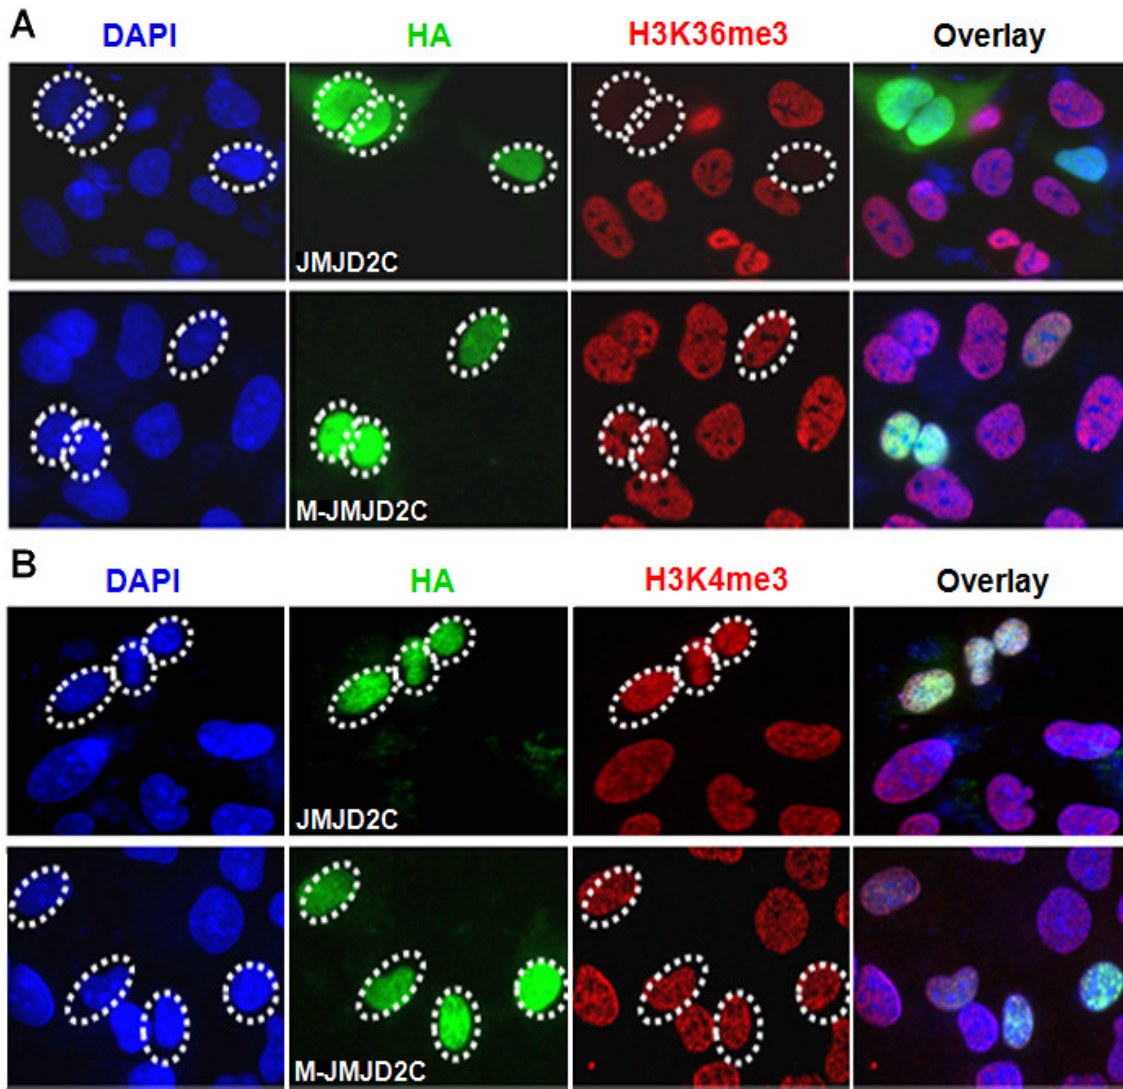 A
DAPI HA H3K36me3 Overlay
JMJD2C
M-JMJD2C
B
DAPI HA H3K4me3 Overlay
JMJD2C
M-JMJD2C